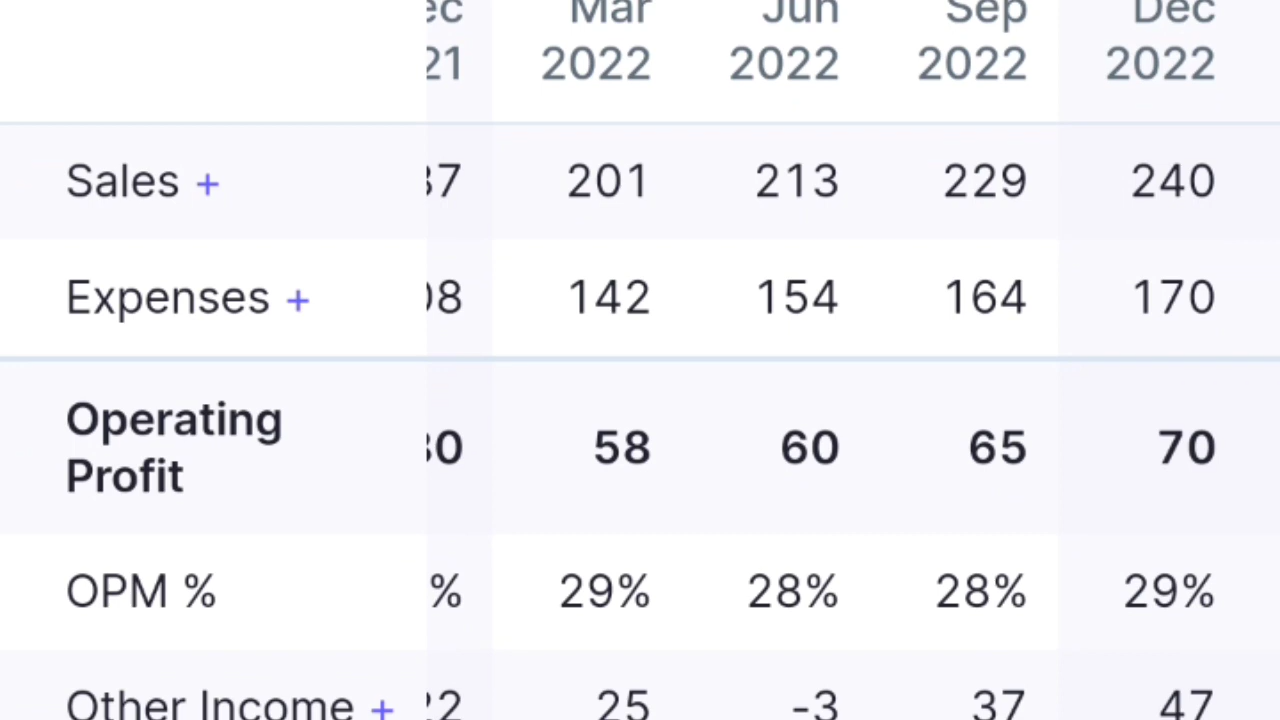 Mar Jun Sep Dec
2022 2022 2022 2022
Sales + 201 213 229 240
Expenses + 142 154 164 170
Operating
Profit 58 60 65 70
OPM % % 29% 28% 28% 29%
Other Income + 25 -3 37 47